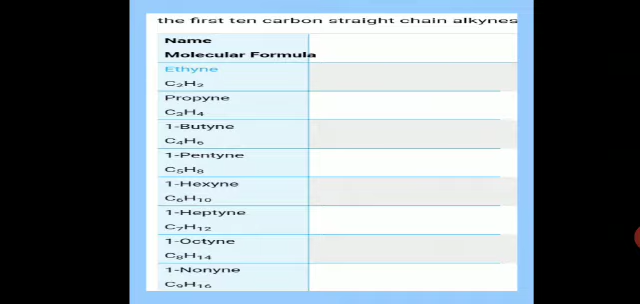 the first ten carbon straight chain alkynes
Name
Molecular Formula
Ethyne
C₂H₂
Propyne
C₃H₄
1-Butyne
C₄H₆
1-Pentyne
C₅H₈
1-Hexyne
C₆H₁₀
1-Heptyne
C₇H₁₂
1-Octyne
C₈H₁₄
1-Nonyne
C₉H₁₆